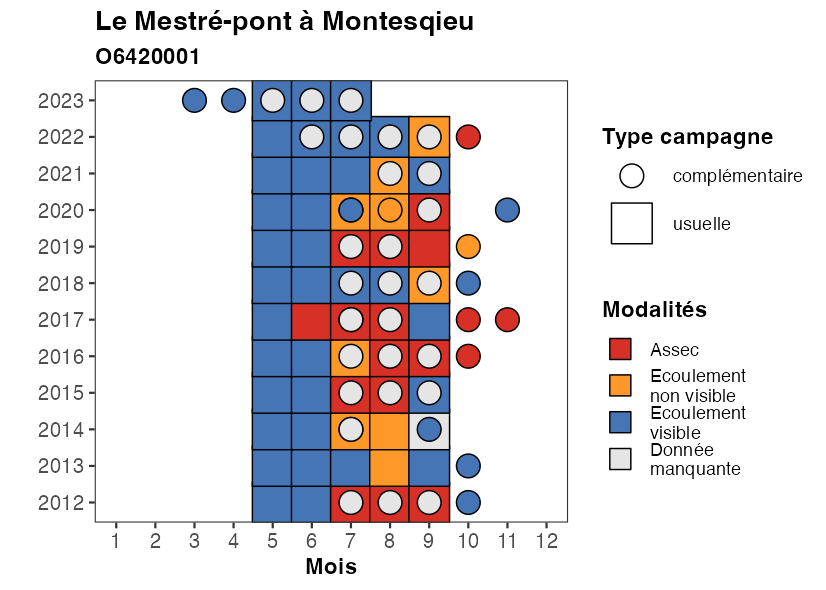 Le Mestré-pont à Montesqieu
O6420001
2023
2022
2021
2020
2019
2018
2017
2016
2015
2014
2013
2012
1 2 3 4 5 6 7 8 9 10 11 12
Mois
Type campagne
complémentaire
usuelle
Modalités
Assec
Ecoulement
non visible
Ecoulement
visible
Donnée
manquante